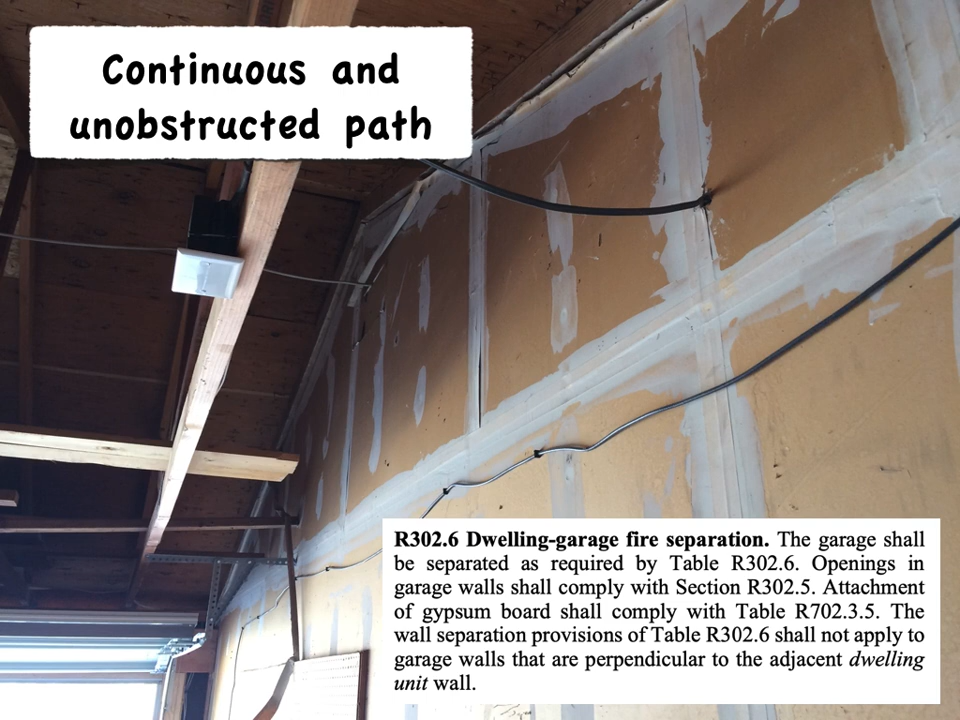 Continuous and
unobstructed path
R302.6 Dwelling-garage fire separation. The garage shall
be separated as required by Table R302.6. Openings in
garage walls shall comply with Section R302.5. Attachment
of gypsum board shall comply with Table R702.3.5. The
wall separation provisions of Table R302.6 shall not apply to
garage walls that are perpendicular to the adjacent dwelling
unit wall.